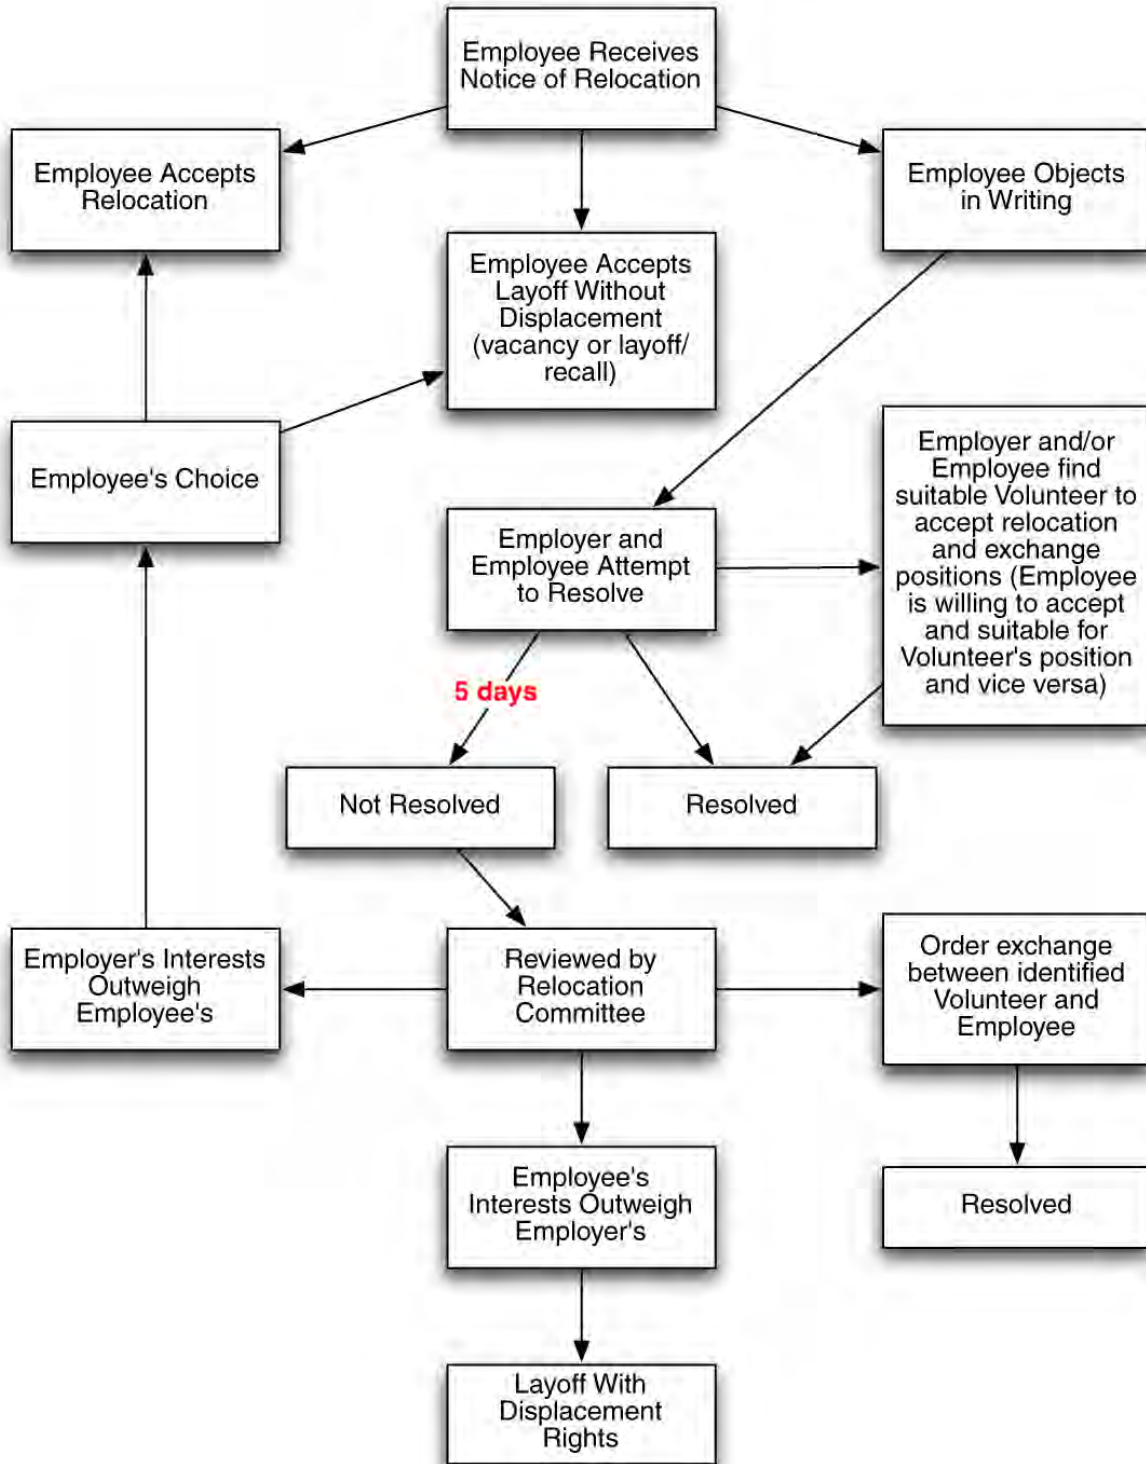 Employee Receives
Notice of Relocation
Employee Accepts
Relocation
Employee Objects
in Writing
Employee Accepts
Layoff Without
Displacement
(vacancy or layoff/
recall)
Employee's Choice
Employer and/or
Employee find
suitable Volunteer to
accept relocation
and exchange
positions (Employee
is willing to accept
and suitable for
Volunteer's position
and vice versa)
Employer and
Employee Attempt
to Resolve
5 days
Not Resolved
Resolved
Employer's Interests
Outweigh
Employee's
Reviewed by
Relocation
Committee
Order exchange
between identified
Volunteer and
Employee
Employee's
Interests Outweigh
Employer's
Resolved
Layoff With
Displacement
Rights